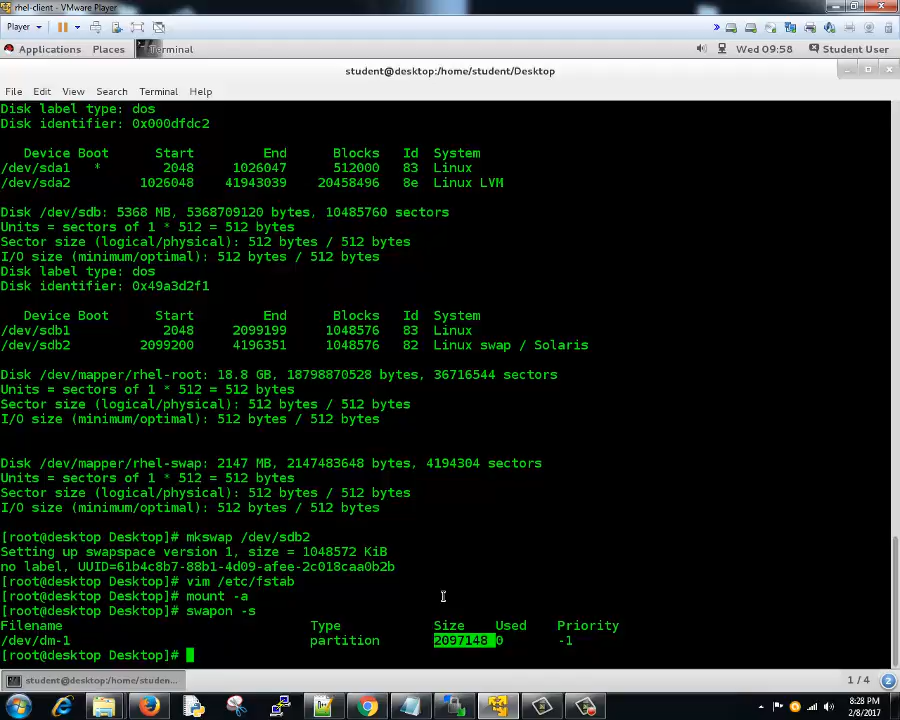 rhel-client - VMware Player
Player
Applications Places Terminal Wed 09:58 Student User
student@desktop:/home/student/Desktop
File Edit View Search Terminal Help
Disk label type: dos
Disk identifier: 0x000dfdc2
Device Boot Start End Blocks Id System
/dev/sda1 * 2048 1026047 512000 83 Linux
/dev/sda2 1026048 41943039 20458496 8e Linux LVM
Disk /dev/sdb: 5368 MB, 5368709120 bytes, 10485760 sectors
Units = sectors of 1 * 512 = 512 bytes
Sector size (logical/physical): 512 bytes / 512 bytes
I/O size (minimum/optimal): 512 bytes / 512 bytes
Disk label type: dos
Disk identifier: 0x49a3d2f1
Device Boot Start End Blocks Id System
/dev/sdb1 2048 2099199 1048576 83 Linux
/dev/sdb2 2099200 4196351 1048576 82 Linux swap / Solaris
Disk /dev/mapper/rhel-root: 18.8 GB, 18798870528 bytes, 36716544 sectors
Units = sectors of 1 * 512 = 512 bytes
Sector size (logical/physical): 512 bytes / 512 bytes
I/O size (minimum/optimal): 512 bytes / 512 bytes
Disk /dev/mapper/rhel-swap: 2147 MB, 2147483648 bytes, 4194304 sectors
Units = sectors of 1 * 512 = 512 bytes
Sector size (logical/physical): 512 bytes / 512 bytes
I/O size (minimum/optimal): 512 bytes / 512 bytes
[root@desktop Desktop]# mkswap /dev/sdb2
Setting up swapspace version 1, size = 1048572 KiB
no label, UUID=61b4c8b7-88b1-4d09-afee-2c018caa0b2b
[root@desktop Desktop]# vim /etc/fstab
[root@desktop Desktop]# mount -a
[root@desktop Desktop]# swapon -s
Filename Type Size Used Priority
/dev/dm-1 partition 2097148 0 -1
[root@desktop Desktop]#
student@desktop:/home/studen... 1 / 4 2
8:28 PM
2/8/2017